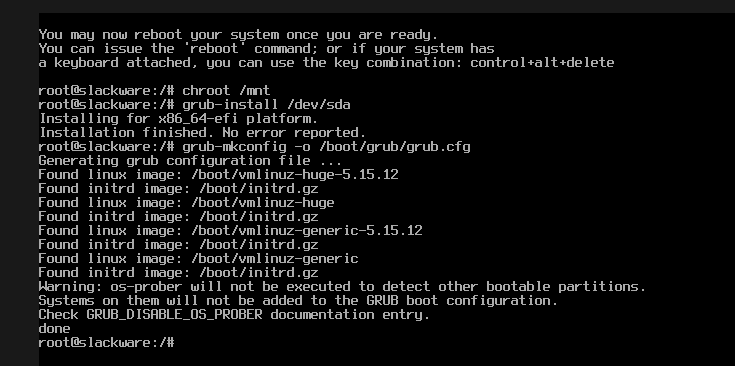 You may now reboot your system once you are ready.
You can issue the 'reboot' command; or if your system has
a keyboard attached, you can use the key combination: control+alt+delete
root@slackware:/# chroot /mnt
root@slackware:/# grub-install /dev/sda
Installing for x86_64-efi platform.
Installation finished. No error reported.
root@slackware:/# grub-mkconfig -o /boot/grub/grub.cfg
Generating grub configuration file ...
Found linux image: /boot/vmlinuz-huge-5.15.12
Found initrd image: /boot/initrd.gz
Found linux image: /boot/vmlinuz-huge
Found initrd image: /boot/initrd.gz
Found linux image: /boot/vmlinuz-generic-5.15.12
Found initrd image: /boot/initrd.gz
Found linux image: /boot/vmlinuz-generic
Found initrd image: /boot/initrd.gz
Warning: os-prober will not be executed to detect other bootable partitions.
Systems on them will not be added to the GRUB boot configuration.
Check GRUB_DISABLE_OS_PROBER documentation entry.
done
root@slackware:/#